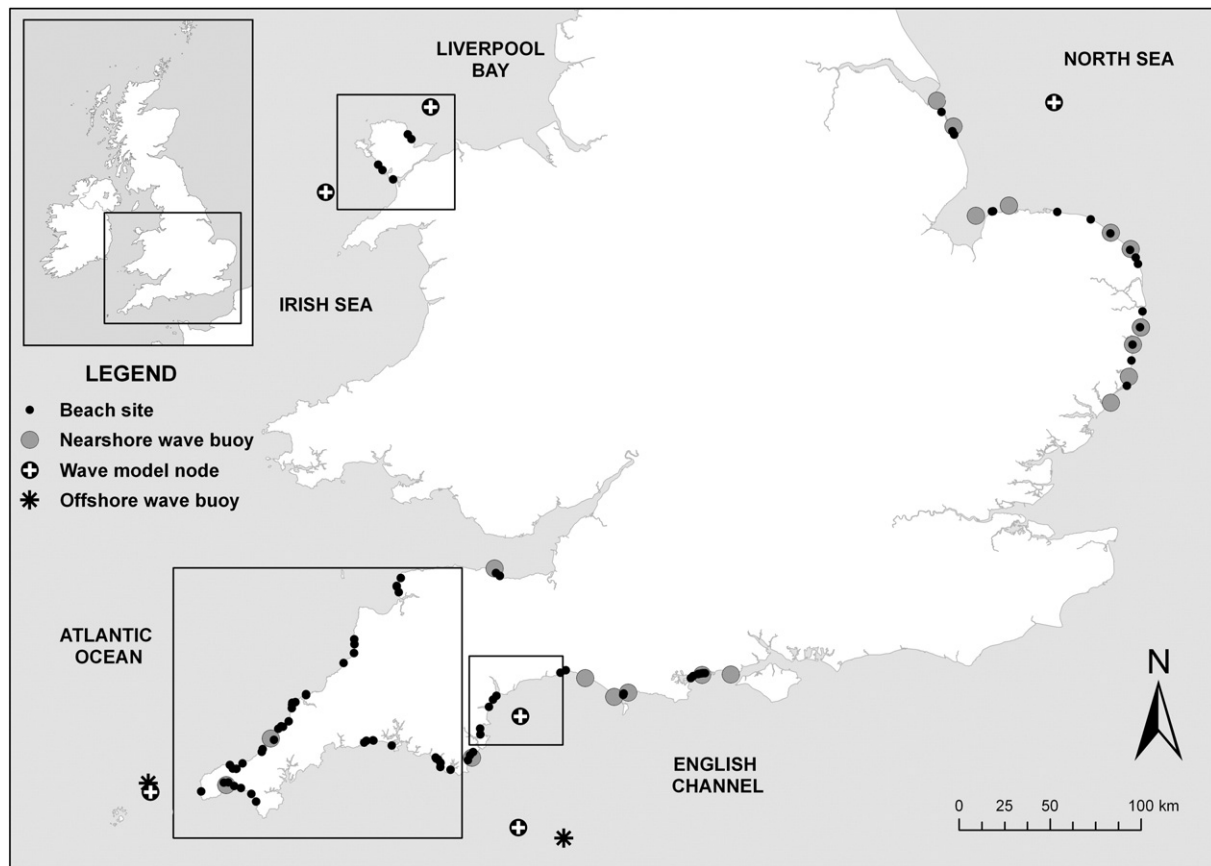 LIVERPOOL
BAY
NORTH SEA
IRISH SEA
LEGEND
Beach site
Nearshore wave buoy
Wave model node
Offshore wave buoy
ATLANTIC
OCEAN
ENGLISH
CHANNEL
N
0 25 50 100 km